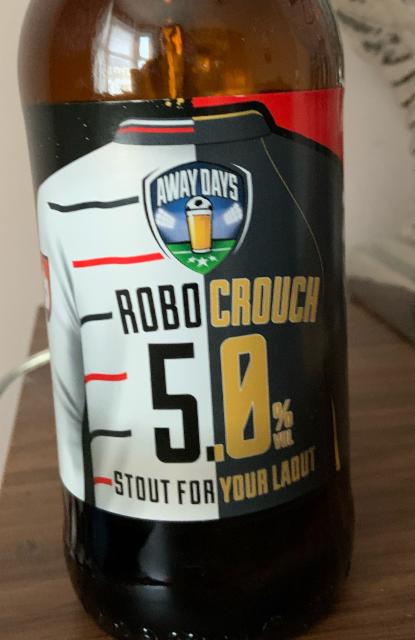 AWAY DAYS
ROBO CROUCH
5.0% VOL
STOUT FOR YOUR LAOUT